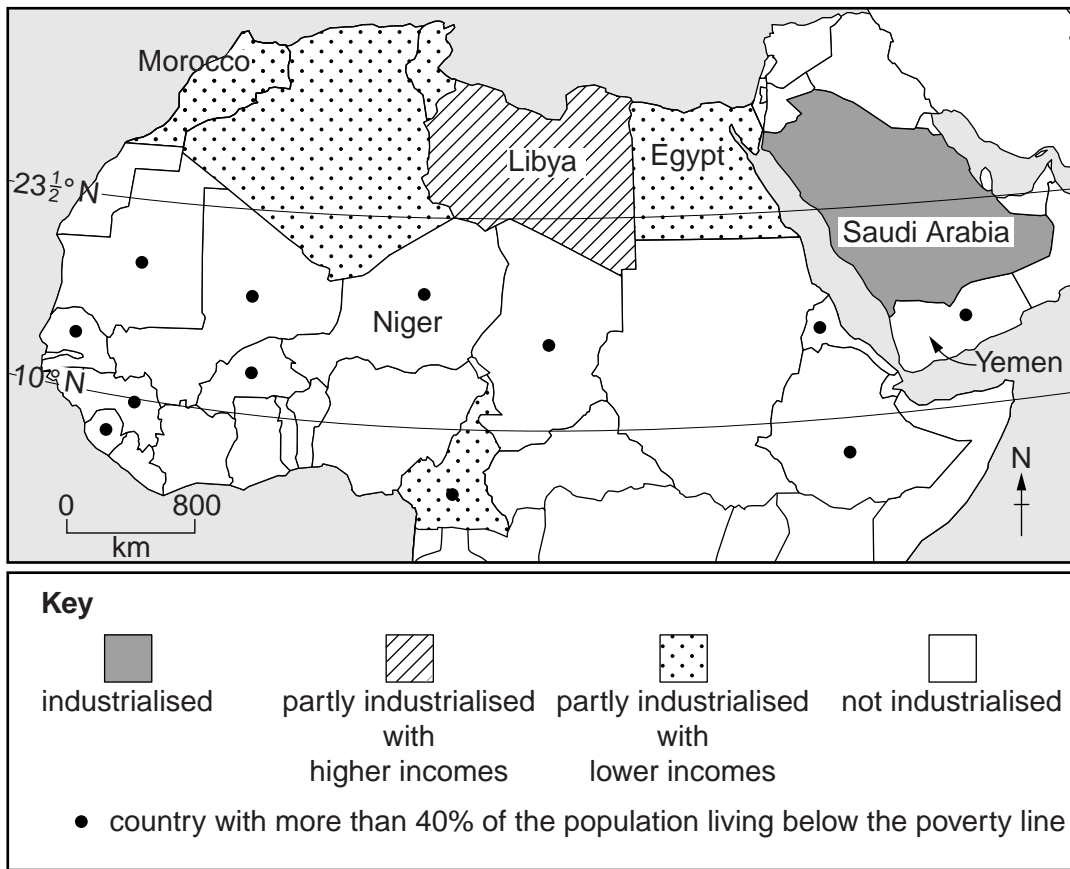 Morocco
Libya
Egypt
23½°N
Saudi Arabia
Niger
Yemen
10°N
N
0 800
km
Key
industrialised
partly industrialised
with
higher incomes
partly industrialised
with
lower incomes
not industrialised
country with more than 40% of the population living below the poverty line